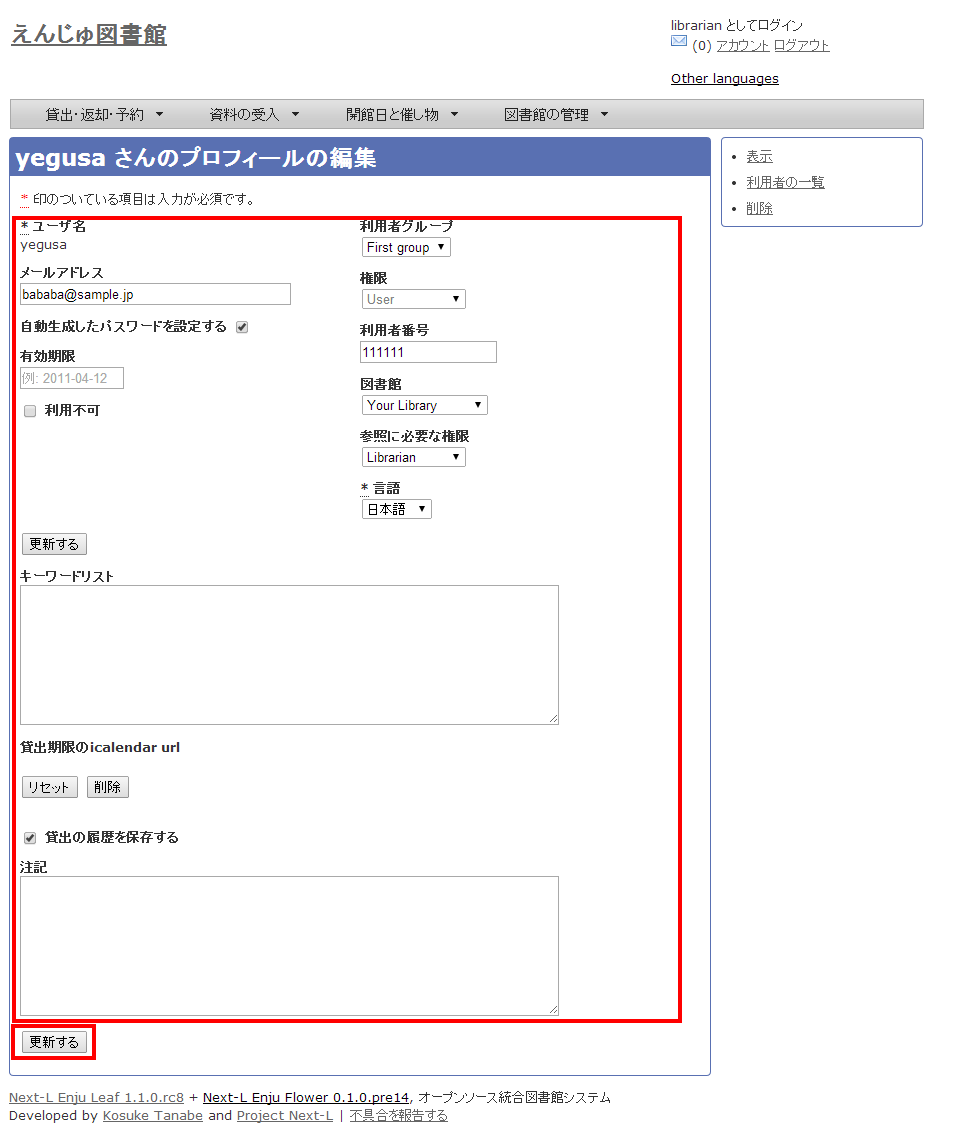 えんじゅ図書館
librarian としてログイン
(0) アカウント ログアウト
Other languages
貸出・返却・予約 ▼ 資料の受入 ▼ 開館日と催し物 ▼ 図書館の管理 ▼
yegusa さんのプロフィールの編集
* 印のついている項目は入力が必須です。
* ユーザ名
yegusa
メールアドレス
bababa@sample.jp
自動生成したパスワードを設定する
有効期限
例: 2011-04-12
利用不可
利用者グループ
First group
権限
User
利用者番号
111111
図書館
Your Library
参照に必要な権限
Librarian
* 言語
日本語
更新する
キーワードリスト
貸出期限のicalendar url
リセット 削除
貸出の履歴を保存する
注記
更新する
• 表示
• 利用者の一覧
• 削除
Next-L Enju Leaf 1.1.0.rc8 + Next-L Enju Flower 0.1.0.pre14, オープンソース統合図書館システム
Developed by Kosuke Tanabe and Project Next-L | 不具合を報告する